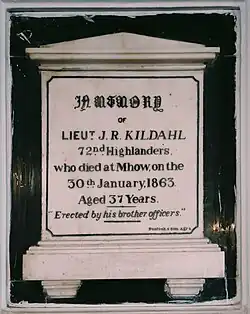 IN MEMORY
OF
LIEUT J. R. KILDAHL
72nd Highlanders,
who died at Mhow, on the
30th January, 1863.
Aged 37 Years.
"Erected by his brother officers."